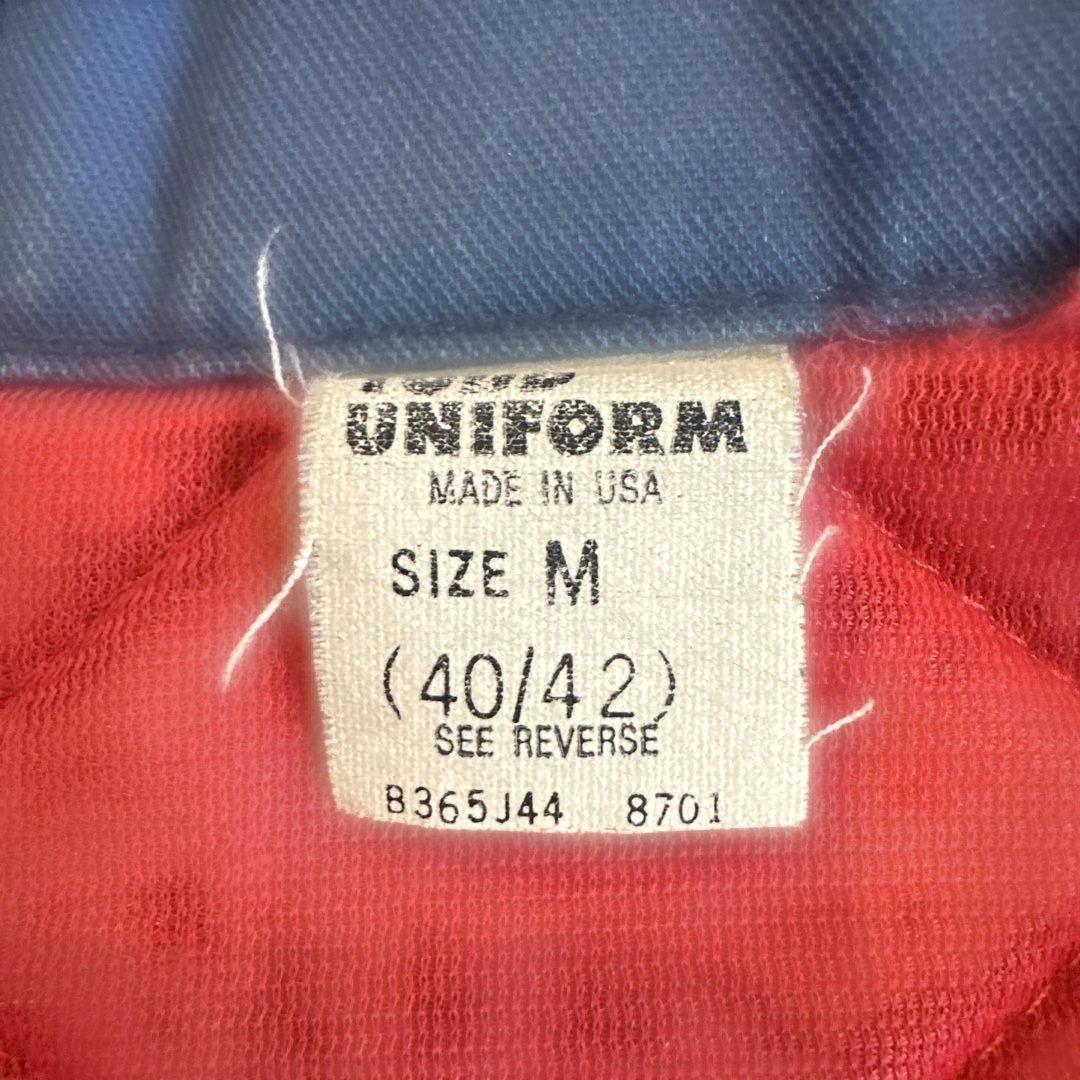 UNIFORM
MADE IN USA
SIZE M
(40/42)
SEE REVERSE
B365J44 8701